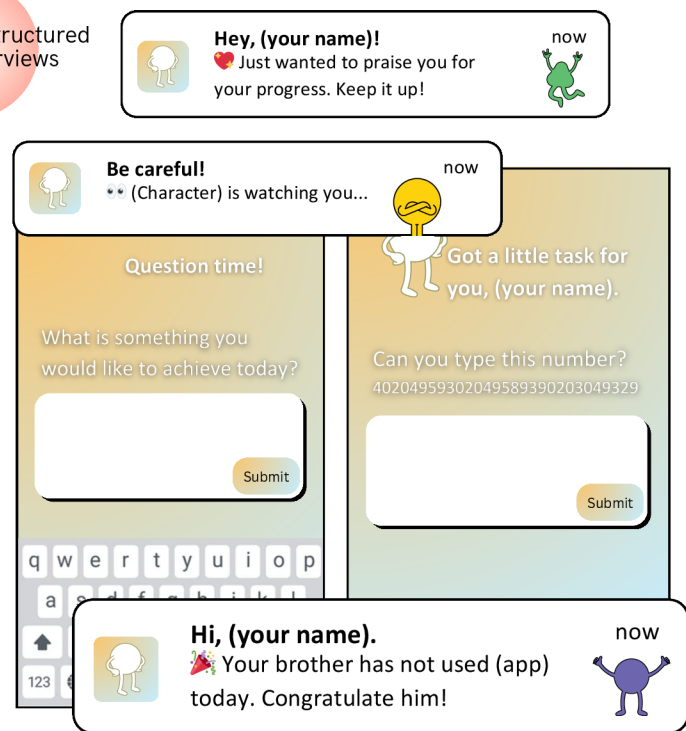 ructured
rviews
Hey, (your name)!
now
💖 Just wanted to praise you for
your progress. Keep it up!
Be careful!
now
👀 (Character) is watching you...
Question time!
What is something you
would like to achieve today?
Submit
Got a little task for
you, (your name).
Can you type this number?
402049593020495893902030 49329
Submit
q w e r t y u i o p
a s d f g h j k l
123
Hi, (your name).
now
🎉 Your brother has not used (app)
today. Congratulate him!